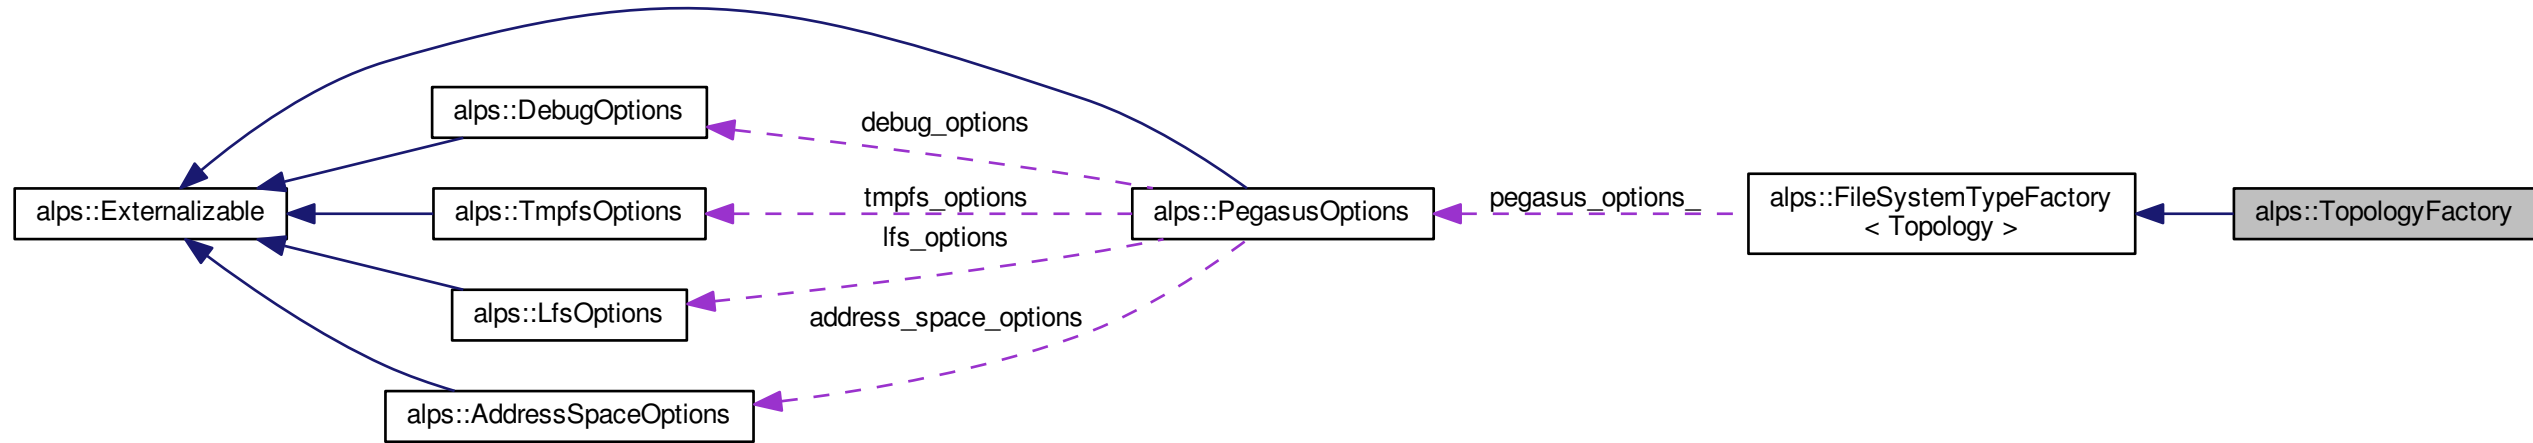 alps::DebugOptions
debug_options
alps::Externalizable
alps::TmpfsOptions
tmpfs_options
alps::PegasusOptions
pegasus_options_
alps::FileSystemTypeFactory
< Topology >
alps::TopologyFactory
lfs_options
alps::LfsOptions
address_space_options
alps::AddressSpaceOptions